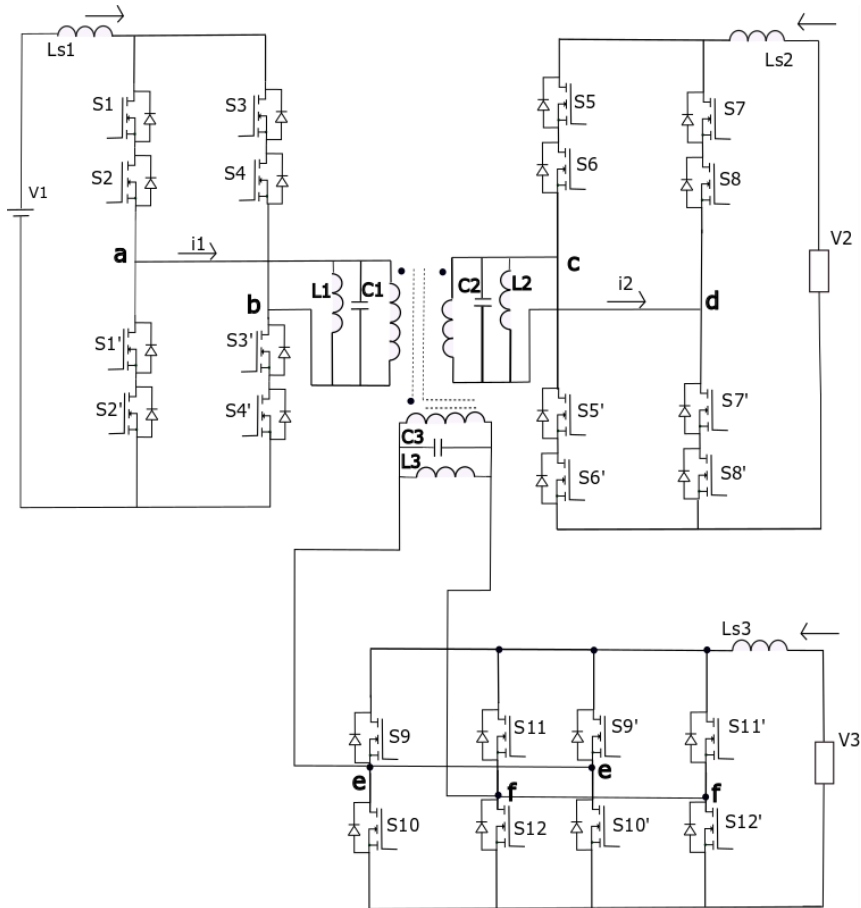 Ls1
Ls2
S1
S3
S5
S7
S2
S4
S6
S8
V1
V2
a
i1
c
b
L1
C1
C2
L2
i2
d
S1'
S3'
S5'
S7'
S2'
S4'
S6'
S8'
C3
L3
Ls3
S9
S11
S9'
S11'
V3
e
e
f
f
S10
S12
S10'
S12'